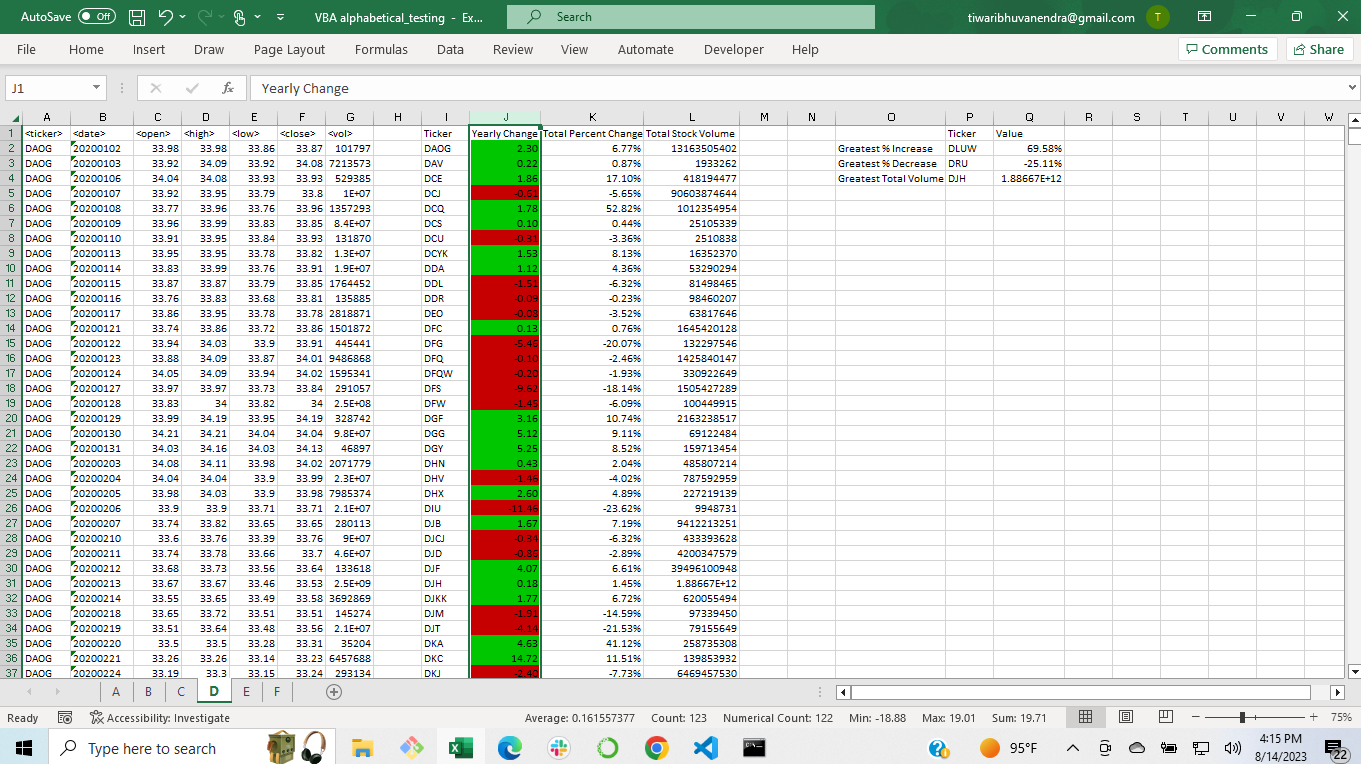 AutoSave Off VBA alphabetical_testing - Ex... Search tiwaribhuvanendra@gmail.com T
File Home Insert Draw Page Layout Formulas Data Review View Automate Developer Help Comments Share
J1 fx Yearly Change
A B C D E F G H I J K L M N O P Q R S T U V W
1 <ticker> <date> <open> <high> <low> <close> <vol> Ticker Yearly Change Total Percent Change Total Stock Volume Ticker Value
2 DAOG 20200102 33.98 33.98 33.86 33.87 101797 DAOG 2.30 6.77% 13163505402 Greatest % Increase DLUW 69.58%
3 DAOG 20200103 33.92 34.09 33.92 34.08 7213573 DAV 0.22 0.87% 1933262 Greatest % Decrease DRU -25.11%
4 DAOG 20200106 34.04 34.08 33.93 33.93 529385 DCE 1.86 17.10% 418194477 Greatest Total Volume DJH 1.88667E+12
5 DAOG 20200107 33.92 33.95 33.79 33.8 1E+07 DCJ -0.61 -5.65% 90603874644
6 DAOG 20200108 33.77 33.96 33.76 33.96 1357293 DCQ 1.78 52.82% 1012354954
7 DAOG 20200109 33.96 33.99 33.83 33.85 8.4E+07 DCS 0.10 0.44% 25105339
8 DAOG 20200110 33.91 33.95 33.84 33.93 131870 DCU -0.31 -3.36% 2510838
9 DAOG 20200113 33.95 33.95 33.78 33.82 1.3E+07 DCYK 1.53 8.13% 16352370
10 DAOG 20200114 33.83 33.99 33.76 33.91 1.9E+07 DDA 1.12 4.36% 53290294
11 DAOG 20200115 33.87 33.87 33.79 33.85 1764452 DDL -1.51 -6.32% 81498465
12 DAOG 20200116 33.76 33.83 33.68 33.81 135885 DDR -0.09 -0.23% 98460207
13 DAOG 20200117 33.86 33.95 33.78 33.78 2818871 DEO -0.08 -3.52% 63817646
14 DAOG 20200121 33.74 33.86 33.72 33.86 1501872 DFC 0.13 0.76% 1645420128
15 DAOG 20200122 33.94 34.03 33.9 33.91 445441 DFG -5.46 -20.07% 132297546
16 DAOG 20200123 33.88 34.09 33.87 34.01 9486868 DFQ -0.10 -2.46% 1425840147
17 DAOG 20200124 34.05 34.09 33.94 34.02 1595341 DFQW -0.20 -1.93% 330922649
18 DAOG 20200127 33.97 33.97 33.73 33.84 291057 DFS -9.62 -18.14% 1505427289
19 DAOG 20200128 33.83 34 33.82 34 2.5E+08 DFW -1.45 -6.09% 100449915
20 DAOG 20200129 33.99 34.19 33.95 34.19 328742 DGF 3.16 10.74% 2163238517
21 DAOG 20200130 34.21 34.21 34.04 34.04 9.8E+07 DGG 5.12 9.11% 69122484
22 DAOG 20200131 34.03 34.16 34.03 34.13 46897 DGY 5.25 8.52% 159713454
23 DAOG 20200203 34.08 34.11 33.98 34.02 2071779 DHN 0.43 2.04% 485807214
24 DAOG 20200204 34.04 34.04 33.9 33.99 2.3E+07 DHV -4.02% 787592959
25 DAOG 20200205 33.98 34.03 33.9 33.98 7985374 DHX 2.60 4.89% 227219139
26 DAOG 20200206 33.9 33.9 33.71 33.71 2.1E+07 DIU -11.46 -23.62% 9948731
27 DAOG 20200207 33.74 33.82 33.65 33.65 280113 DJB 1.67 7.19% 9412213251
28 DAOG 20200210 33.6 33.76 33.39 33.76 9E+07 DJCJ -0.34 -6.32% 433393628
29 DAOG 20200211 33.74 33.78 33.66 33.7 4.6E+07 DJD -2.89% 4200347579
30 DAOG 20200212 33.68 33.73 33.56 33.64 133618 DJF 4.07 6.61% 39496100948
31 DAOG 20200213 33.67 33.67 33.46 33.53 2.5E+09 DJH 0.18 1.45% 1.88667E+12
32 DAOG 20200214 33.55 33.65 33.49 33.58 3692869 DJKK 1.77 6.72% 620055494
33 DAOG 20200218 33.65 33.72 33.51 33.51 145274 DJM -1.91 -14.59% 97339450
34 DAOG 20200219 33.51 33.64 33.48 33.56 2.1E+07 DJT -4.14 -21.53% 79155649
35 DAOG 20200220 33.5 33.5 33.28 33.31 35204 DKA 4.63 41.12% 258735308
36 DAOG 20200221 33.26 33.26 33.14 33.23 6457688 DKC 14.72 11.51% 139853932
37 DAOG 20200224 33.19 33.3 33.15 33.24 293134 DKJ -2.40 -7.73% 6469457530
A B C D E F
Ready Accessibility: Investigate Average: 0.161557377 Count: 123 Numerical Count: 122 Min: -18.88 Max: 19.01 Sum: 19.71 75%
Type here to search 95°F 4:15 PM
8/14/2023 22